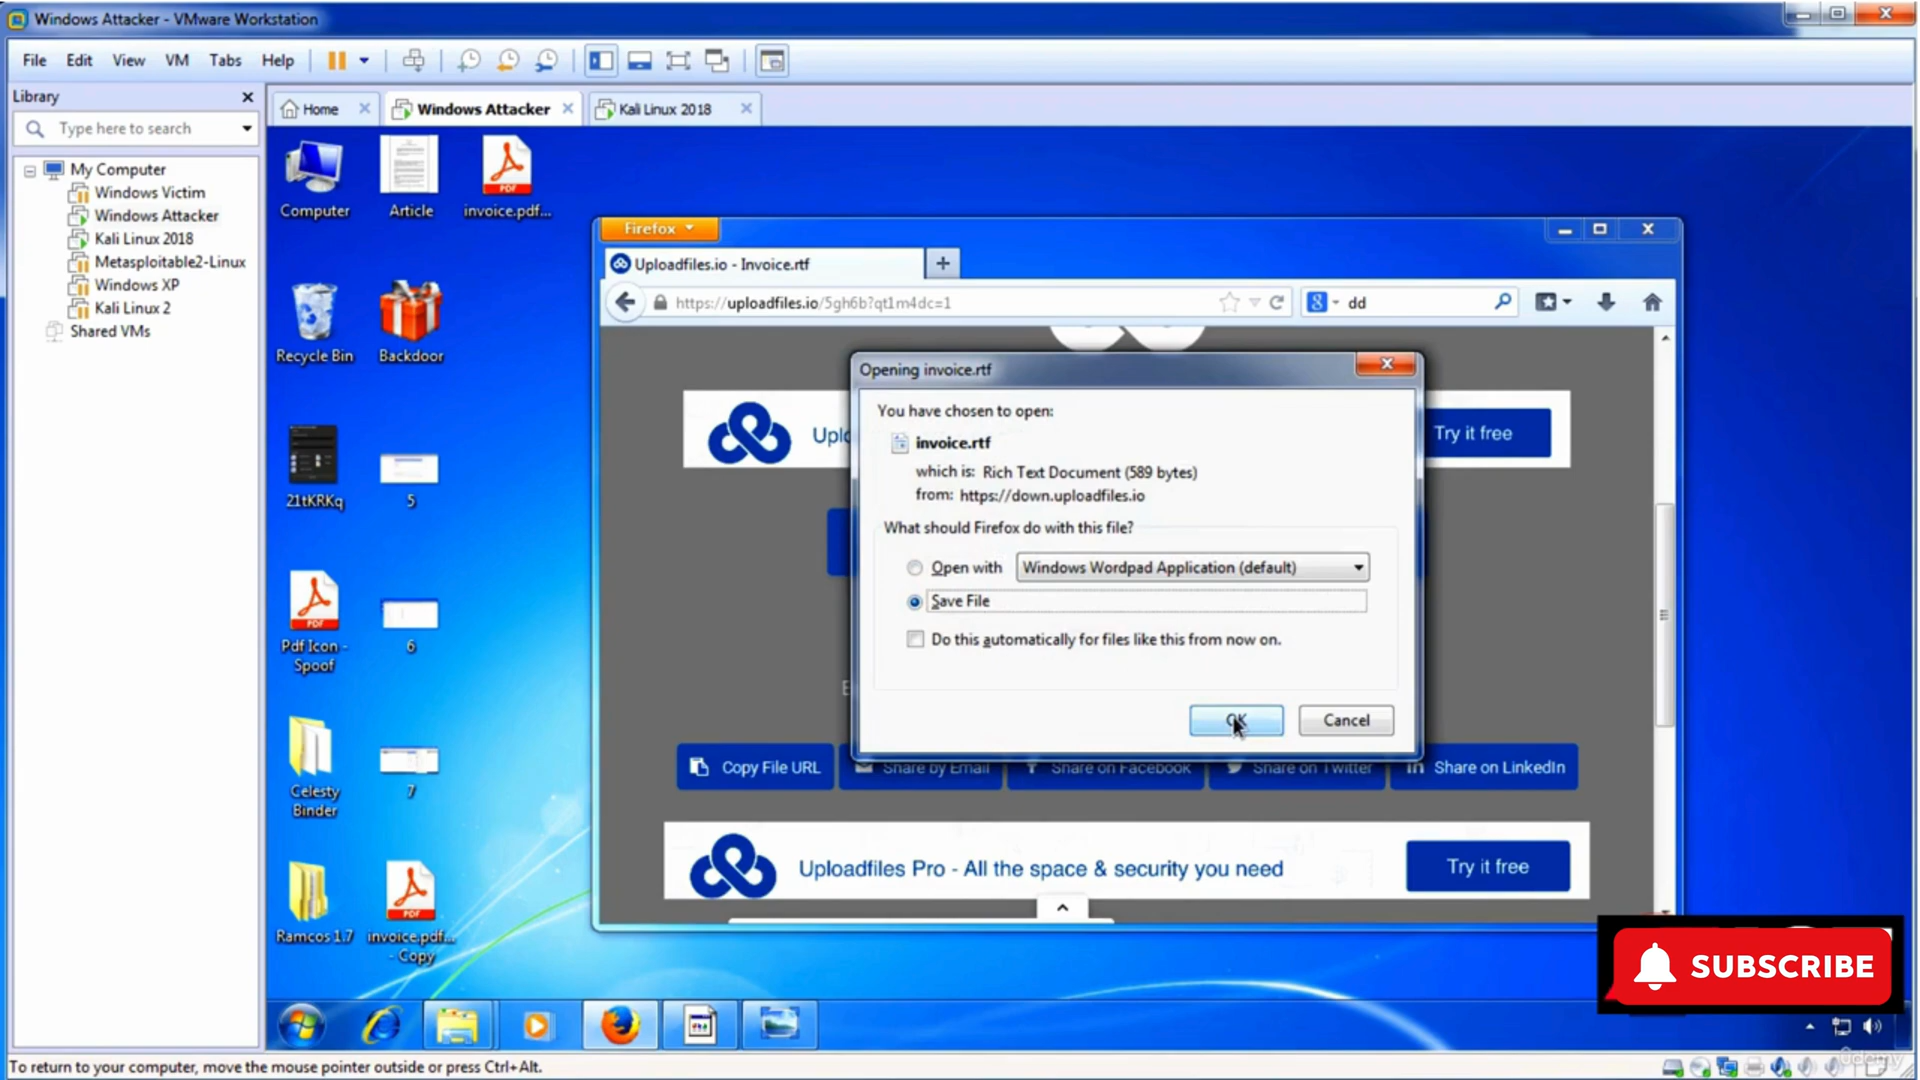 Windows Attacker - VMware Workstation
File Edit View VM Tabs Help
Library
Type here to search
My Computer
Windows Victim
Windows Attacker
Kali Linux 2018
Metasploitable2-Linux
Windows XP
Kali Linux 2
Shared VMs
Home
Windows Attacker
Kali Linux 2018
Computer
Article
invoice.pdf...
Recycle Bin
Backdoor
21tKRKq
5
Pdf Icon -
Spoof
6
Celesty
Binder
7
Ramcos 1.7
invoice.pdf...
- Copy
Firefox
Uploadfiles.io - Invoice.rtf
https://uploadfiles.io/5gh6b?qt1m4dc=1
dd
Try it free
Opening invoice.rtf
You have chosen to open:
invoice.rtf
which is: Rich Text Document (589 bytes)
from: https://down.uploadfiles.io
What should Firefox do with this file?
Open with Windows Wordpad Application (default)
Save File
Do this automatically for files like this from now on.
OK
Cancel
Copy File URL
Share by Email
Share on Facebook
Share on Twitter
Share on LinkedIn
Uploadfiles Pro - All the space & security you need
Try it free
SUBSCRIBE
To return to your computer, move the mouse pointer outside or press Ctrl+Alt.